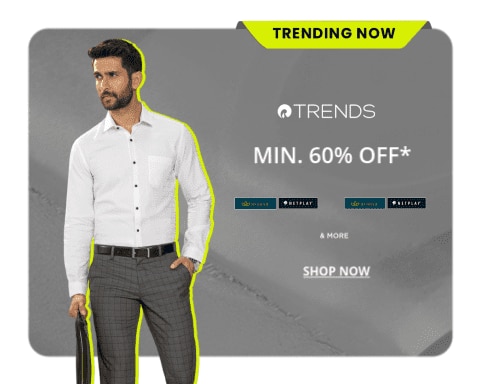 TRENDING NOW
TRENDS
MIN. 60% OFF*
NETPLAY NETPLAY
& MORE
SHOP NOW